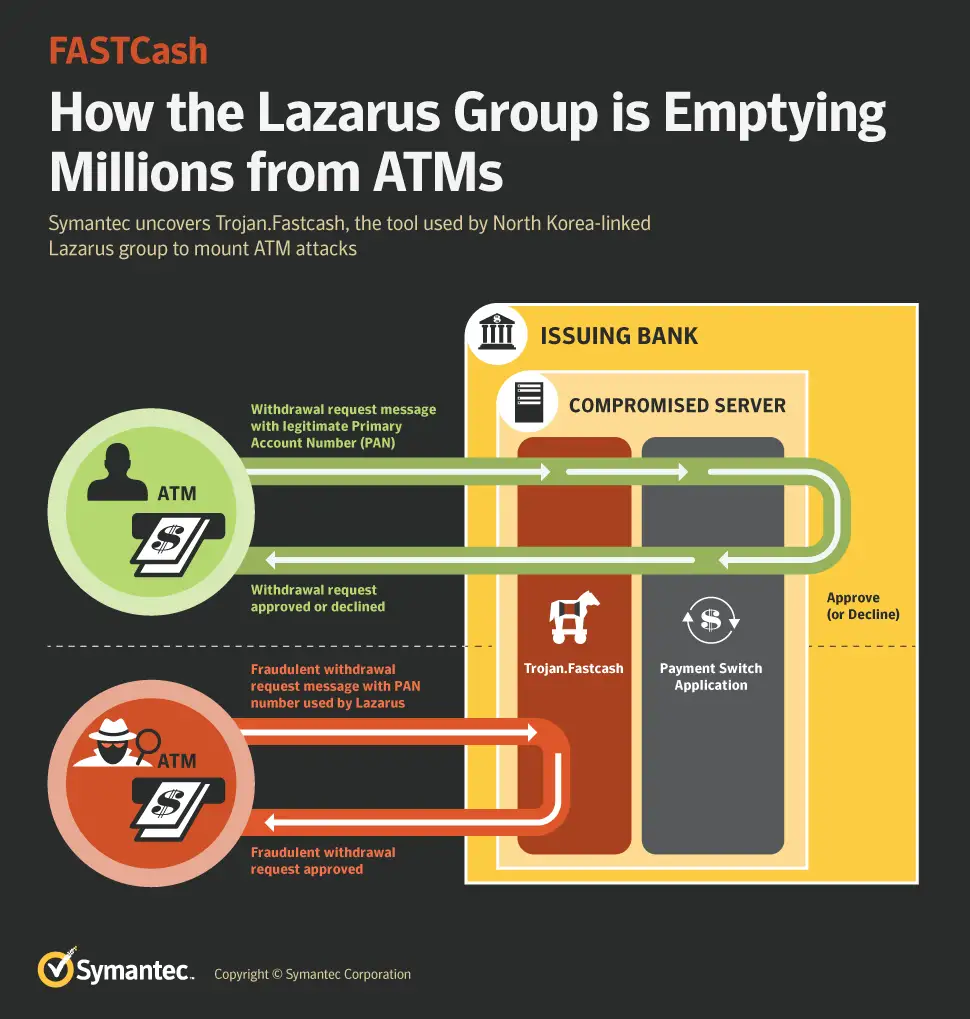 FASTCash
How the Lazarus Group is Emptying
Millions from ATMs
Symantec uncovers Trojan.Fastcash, the tool used by North Korea-linked
Lazarus group to mount ATM attacks
ISSUING BANK
COMPROMISED SERVER
Withdrawal request message
with legitimate Primary
Account Number (PAN)
ATM
$
Withdrawal request
approved or declined
Approve
(or Decline)
$
Trojan.Fastcash
Payment Switch
Application
Fraudulent withdrawal
request message with PAN
number used by Lazarus
ATM
$
Fraudulent withdrawal
request approved
Symantec™
Copyright © Symantec Corporation